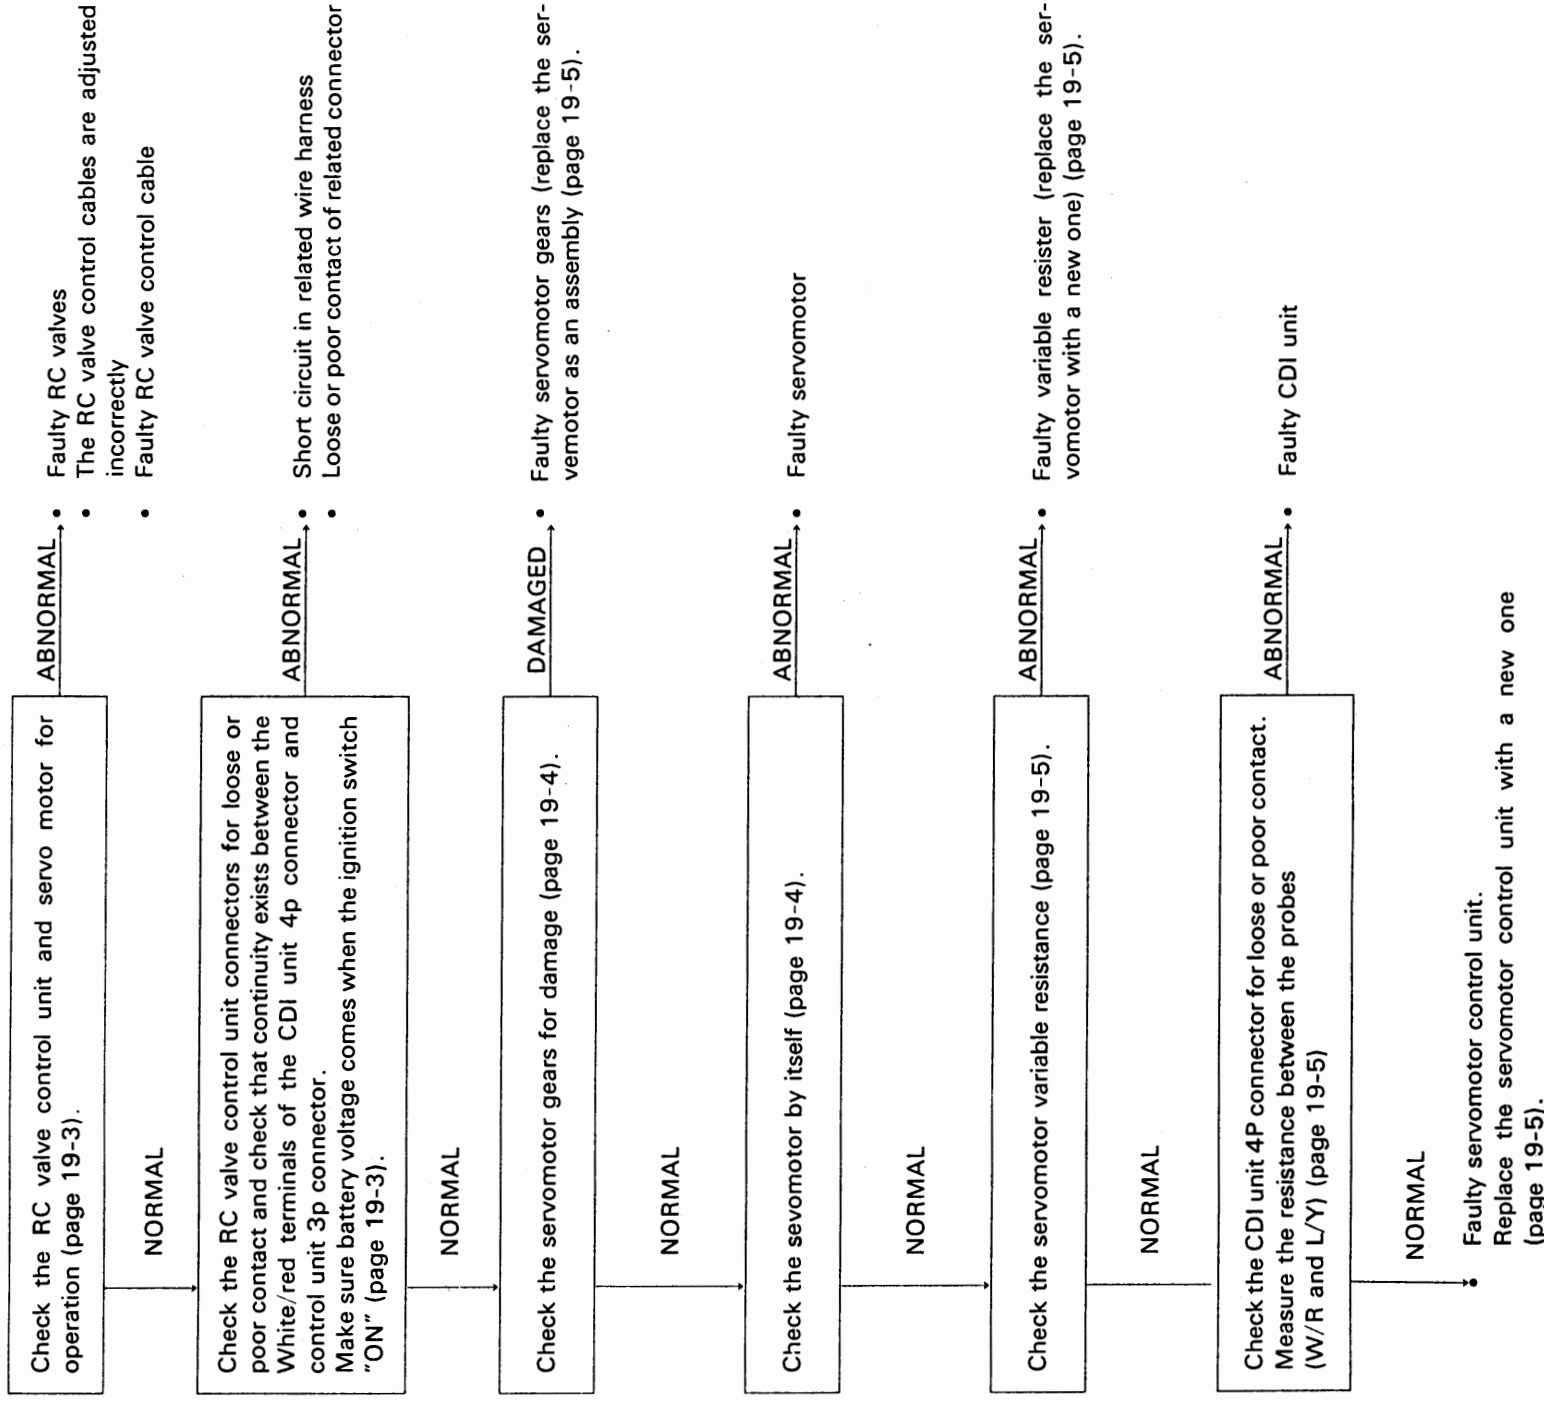 Check the RC valve control unit and servo motor for
operation (page 19-3).
ABNORMAL
• Faulty RC valves
• The RC valve control cables are adjusted
incorrectly
• Faulty RC valve control cable
NORMAL
Check the RC valve control unit connectors for loose or
poor contact and check that continuity exists between the
White/red terminals of the CDI unit 4p connector and
control unit 3p connector.
Make sure battery voltage comes when the ignition switch
"ON" (page 19-3).
ABNORMAL
• Short circuit in related wire harness
• Loose or poor contact of related connector
NORMAL
Check the servomotor gears for damage (page 19-4).
DAMAGED
• Faulty servomotor gears (replace the ser-
vemotor as an assembly (page 19-5).
NORMAL
Check the sevomotor by itself (page 19-4).
ABNORMAL
• Faulty servomotor
NORMAL
Check the servomotor variable resistance (page 19-5).
ABNORMAL
• Faulty variable resister (replace the ser-
vomotor with a new one) (page 19-5).
NORMAL
Check the CDI unit 4P connector for loose or poor contact.
Measure the resistance between the probes
(W/R and L/Y) (page 19-5)
ABNORMAL
• Faulty CDI unit
NORMAL
• Faulty servomotor control unit.
Replace the servomotor control unit with a new one
(page 19-5).